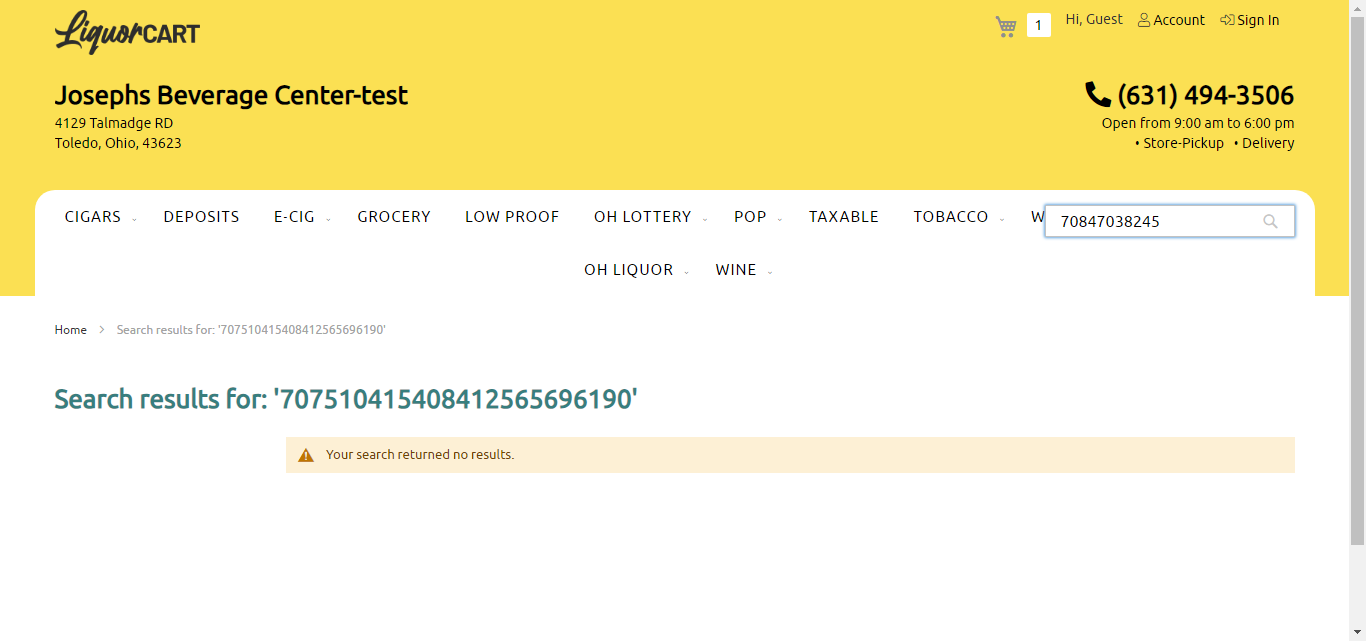 LiquorCART
1
Hi, Guest
Account
Sign In
Josephs Beverage Center-test
4129 Talmadge RD
Toledo, Ohio, 43623
(631) 494-3506
Open from 9:00 am to 6:00 pm
• Store-Pickup • Delivery
CIGARS DEPOSITS E-CIG GROCERY LOW PROOF OH LOTTERY POP TAXABLE TOBACCO
70847038245
OH LIQUOR WINE
Home > Search results for: '707510415408412565696190'
Search results for: '707510415408412565696190'
Your search returned no results.